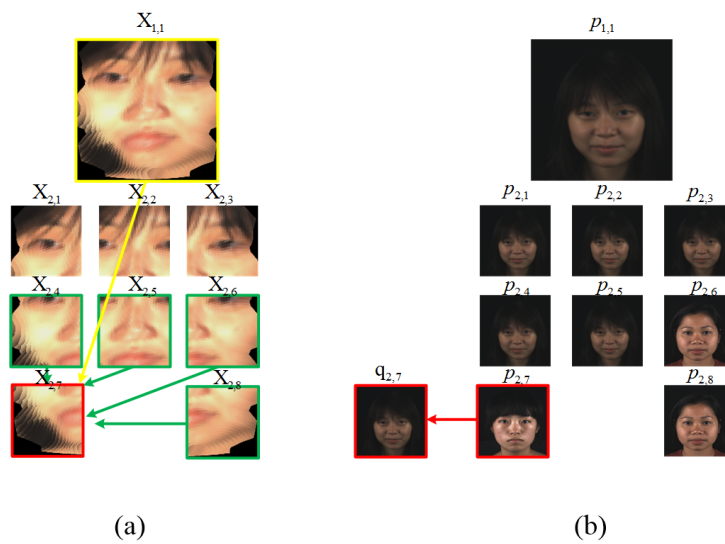 X1,1
p1,1
X2,1 X2,2 X2,3
p2,1 p2,2 p2,3
X2,4 X2,5 X2,6
p2,4 p2,5 p2,6
X2,7 X2,8
q2,7 p2,7 p2,8
(a) (b)